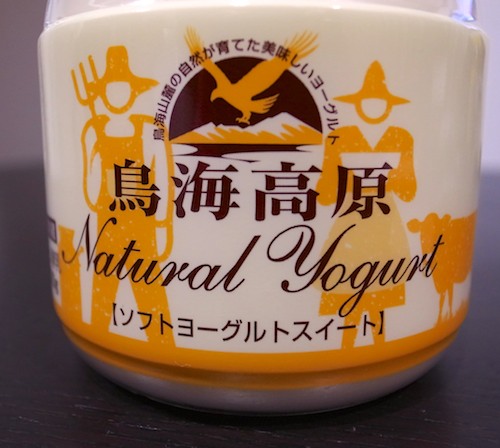 鳥海山麓の自然が育てた美味しいヨーグルト
鳥海高原
Natural Yogurt
【ソフトヨーグルトスイート】